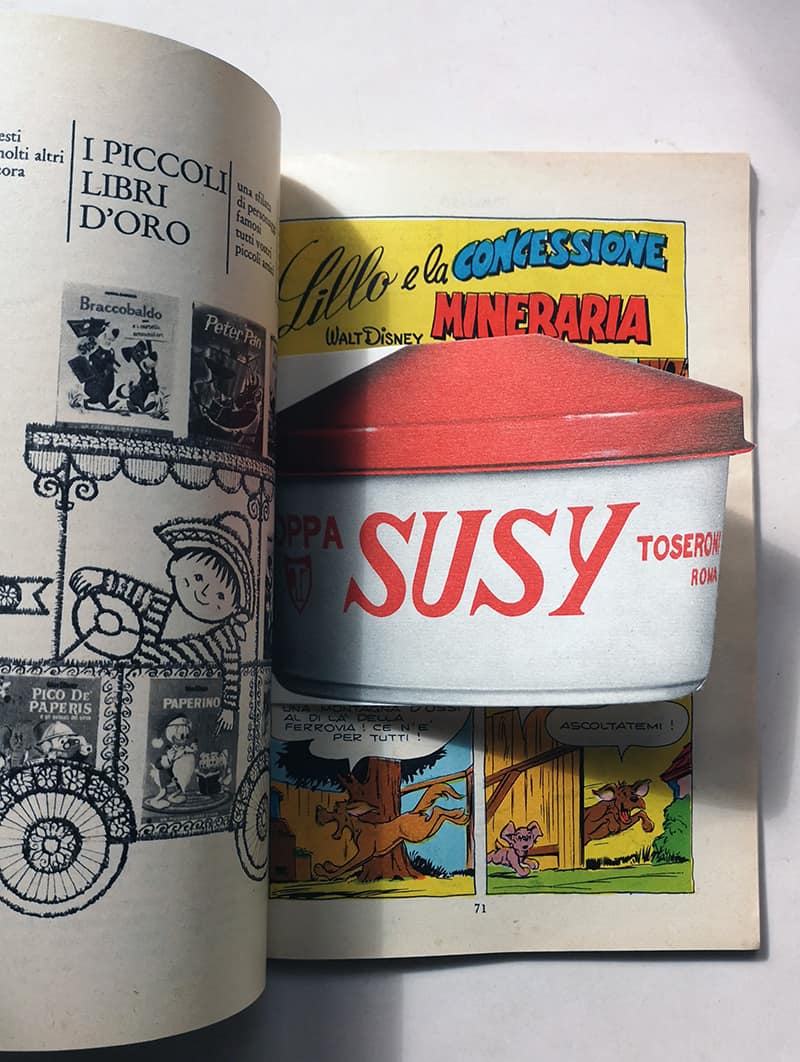 molti altri
I PICCOLI
LIBRI
D'ORO
una sfilata
di personaggi
famosi
tutti vostri
piccoli amici
Braccobaldo
Peter Pan
PICO DE'
PAPERIS
PAPERINO
Lillo e la CONCESSIONE
MINERARIA
WALT DISNEY
OPPA SUSY TOSERONI
ROMA
UNA MONTAGNA D'OSSI
AL DI LÀ DELLA
FERROVIA! CE N'E'
PER TUTTI!
ASCOLTATEMI!
71